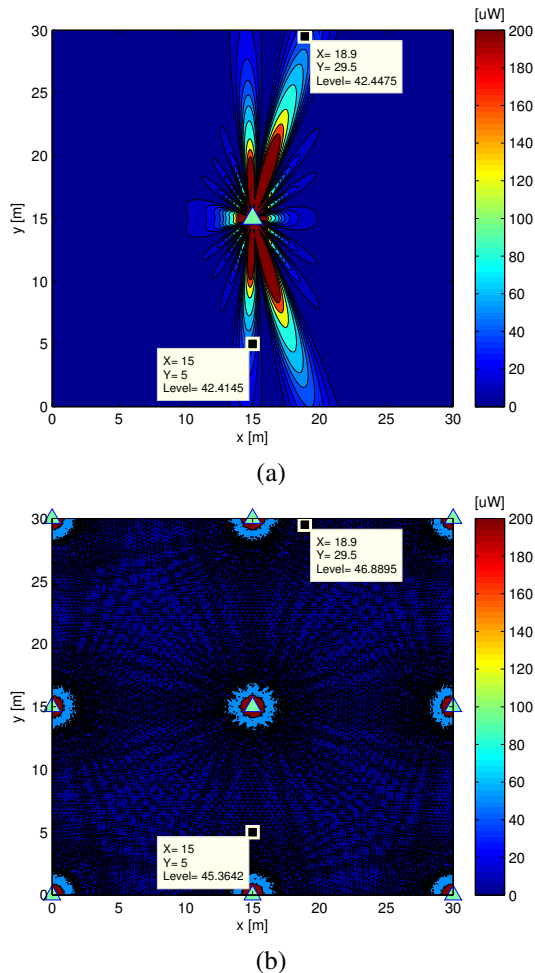 [uW]
30
25
20
15
10
5
0
y [m]
X= 18.9
Y= 29.5
Level= 42.4475
X= 15
Y= 5
Level= 42.4145
0 5 10 15 20 25 30
x [m]
200
180
160
140
120
100
80
60
40
20
0
(a)
[uW]
30
25
20
15
10
5
0
y [m]
X= 18.9
Y= 29.5
Level= 46.8895
X= 15
Y= 5
Level= 45.3642
0 5 10 15 20 25 30
x [m]
200
180
160
140
120
100
80
60
40
20
0
(b)